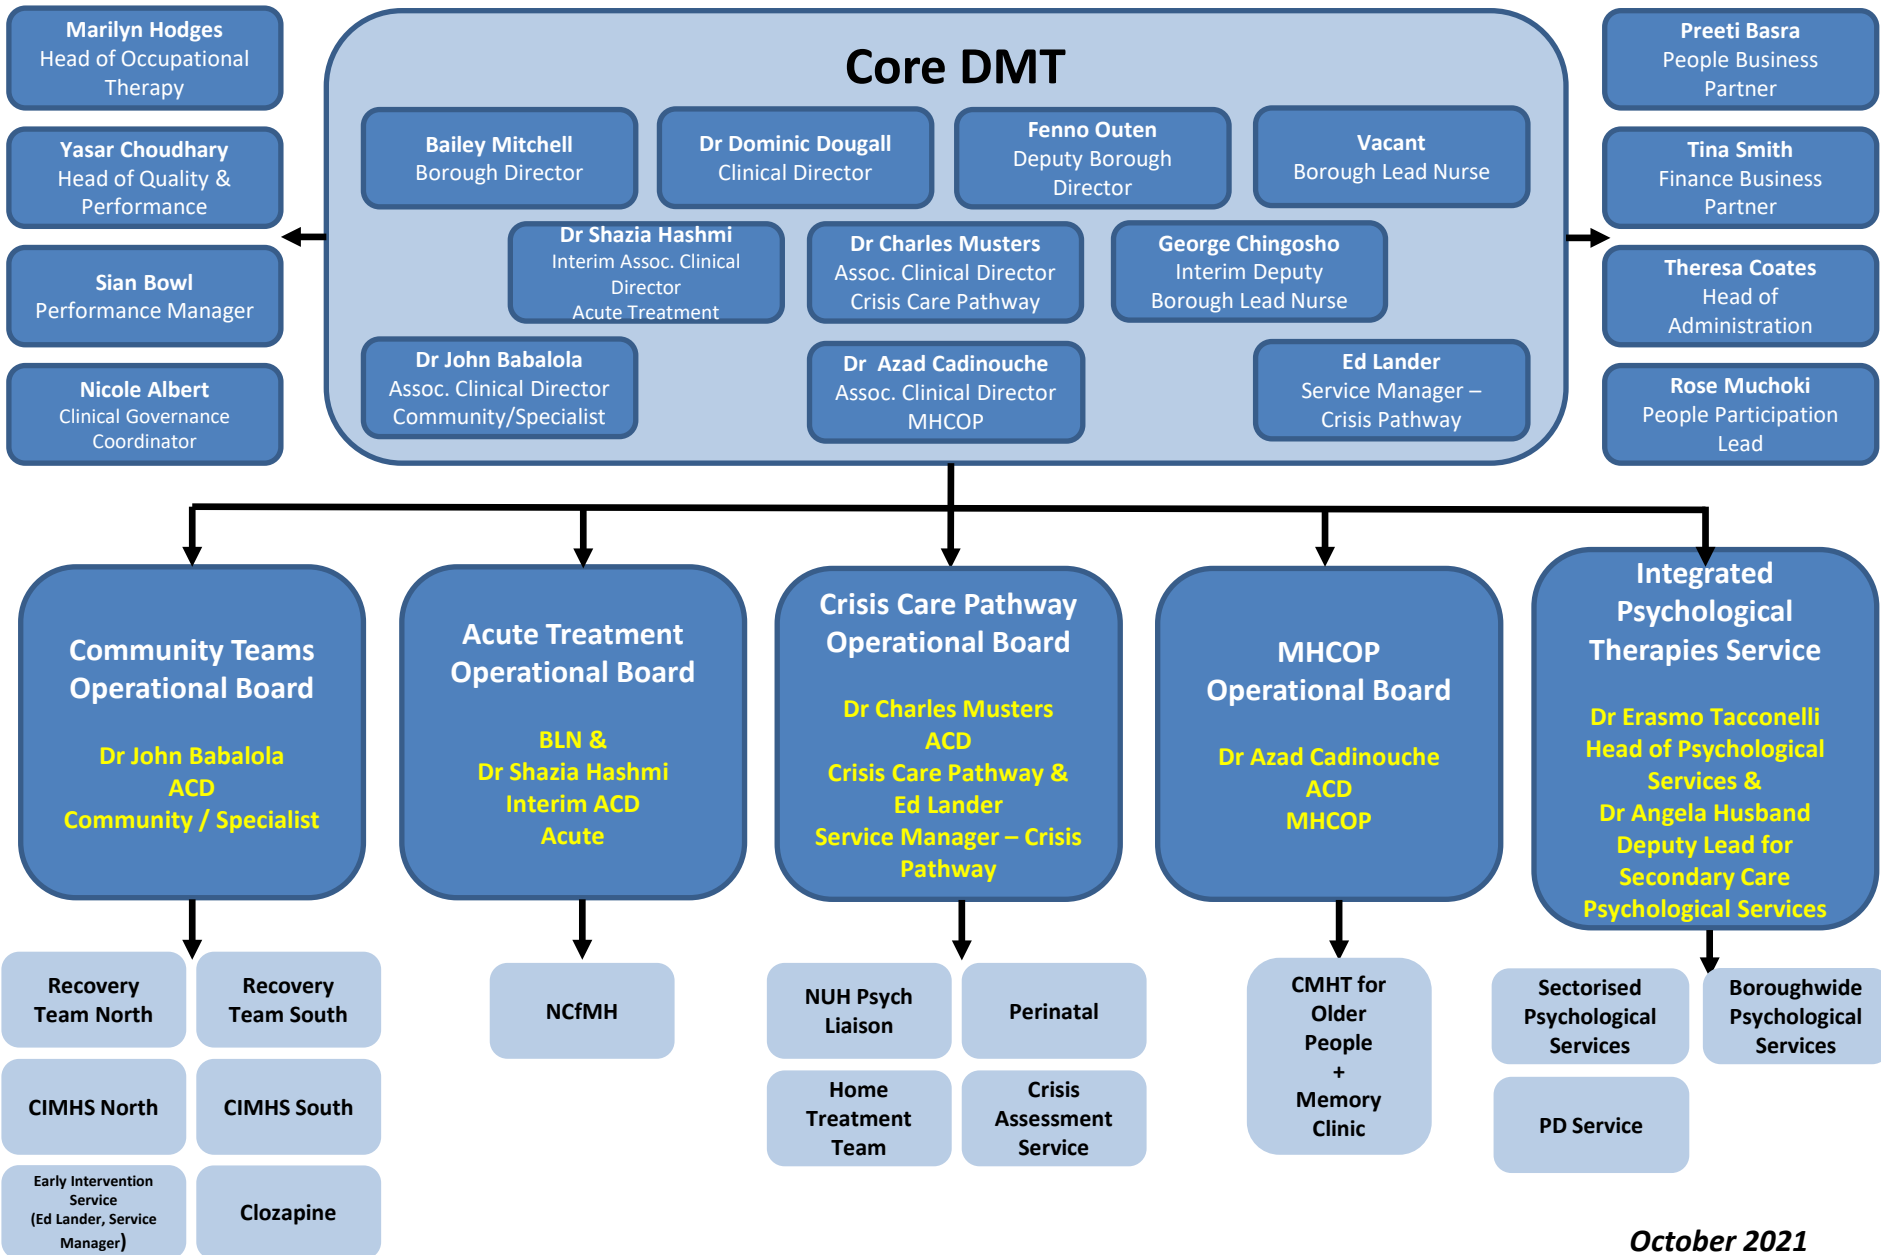 Marilyn Hodges
Head of Occupational
Therapy
Yasar Choudhary
Head of Quality &
Performance
Sian Bowl
Performance Manager
Nicole Albert
Clinical Governance
Coordinator
Core DMT
Bailey Mitchell
Borough Director
Dr Dominic Dougall
Clinical Director
Fenno Outen
Deputy Borough
Director
Vacant
Borough Lead Nurse
Dr Shazia Hashmi
Interim Assoc. Clinical
Director
Acute Treatment
Dr Charles Musters
Assoc. Clinical Director
Crisis Care Pathway
George Chingosho
Interim Deputy
Borough Lead Nurse
Dr John Babalola
Assoc. Clinical Director
Community/Specialist
Dr Azad Cadinouche
Assoc. Clinical Director
MHCOP
Ed Lander
Service Manager –
Crisis Pathway
Preeti Basra
People Business
Partner
Tina Smith
Finance Business
Partner
Theresa Coates
Head of
Administration
Rose Muchoki
People Participation
Lead
Community Teams
Operational Board
Dr John Babalola
ACD
Community / Specialist
Acute Treatment
Operational Board
BLN &
Dr Shazia Hashmi
Interim ACD
Acute
Crisis Care Pathway
Operational Board
Dr Charles Musters
ACD
Crisis Care Pathway &
Ed Lander
Service Manager – Crisis
Pathway
MHCOP
Operational Board
Dr Azad Cadinouche
ACD
MHCOP
Integrated
Psychological
Therapies Service
Dr Erasmo Tacconelli
Head of Psychological
Services &
Dr Angela Husband
Deputy Lead for
Secondary Care
Psychological Services
Recovery
Team North
Recovery
Team South
CIMHS North
CIMHS South
Early Intervention
Service
(Ed Lander, Service
Manager)
Clozapine
NCfMH
NUH Psych
Liaison
Perinatal
Home
Treatment
Team
Crisis
Assessment
Service
CMHT for
Older
People
+
Memory
Clinic
Sectorised
Psychological
Services
Boroughwide
Psychological
Services
PD Service
October 2021